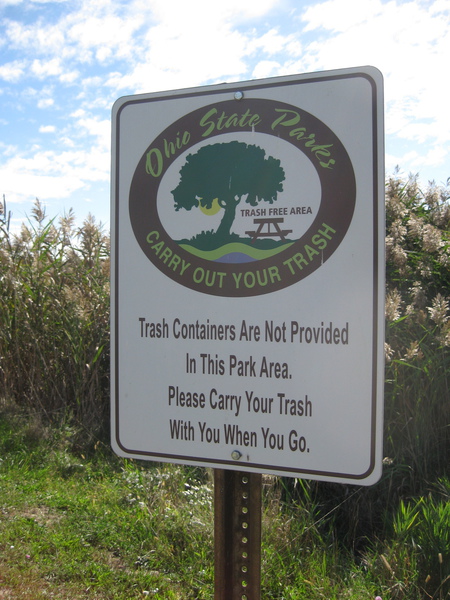 Ohio State Parks
TRASH FREE AREA
CARRY OUT YOUR TRASH
Trash Containers Are Not Provided
In This Park Area.
Please Carry Your Trash
With You When You Go.